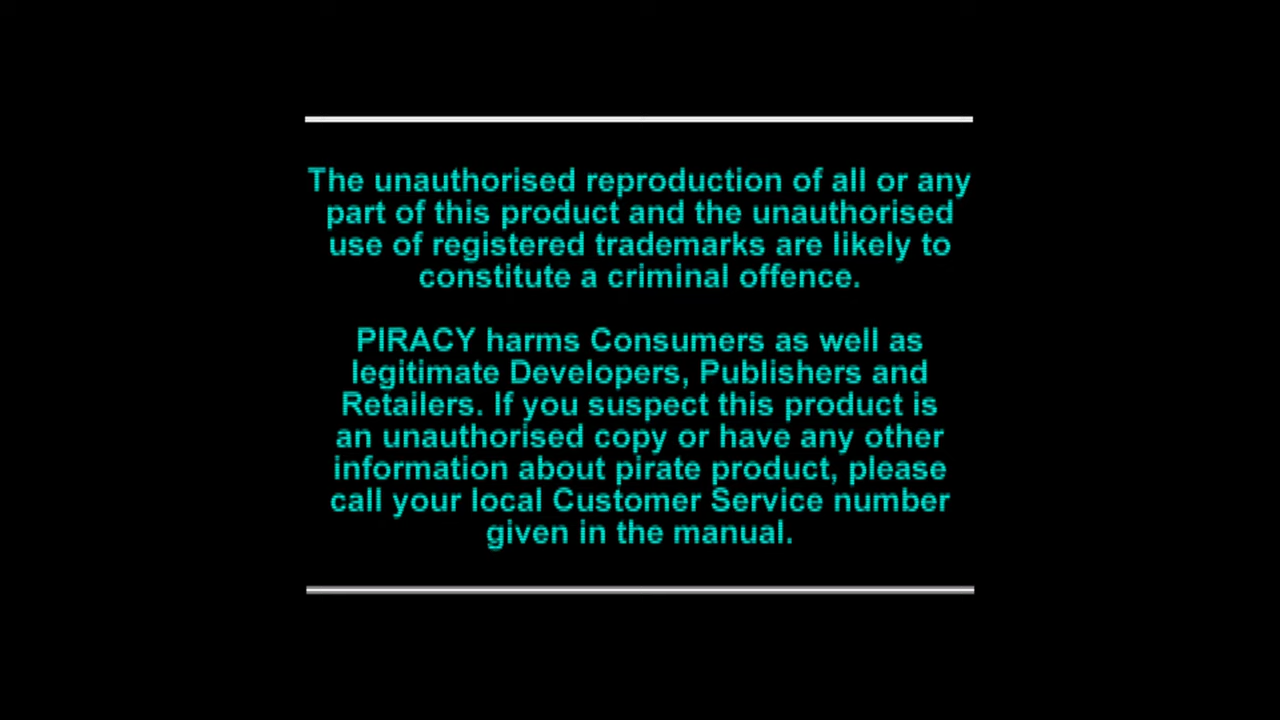 The unauthorised reproduction of all or any
part of this product and the unauthorised
use of registered trademarks are likely to
constitute a criminal offence.
PIRACY harms Consumers as well as
legitimate Developers, Publishers and
Retailers. If you suspect this product is
an unauthorised copy or have any other
information about pirate product, please
call your local Customer Service number
given in the manual.